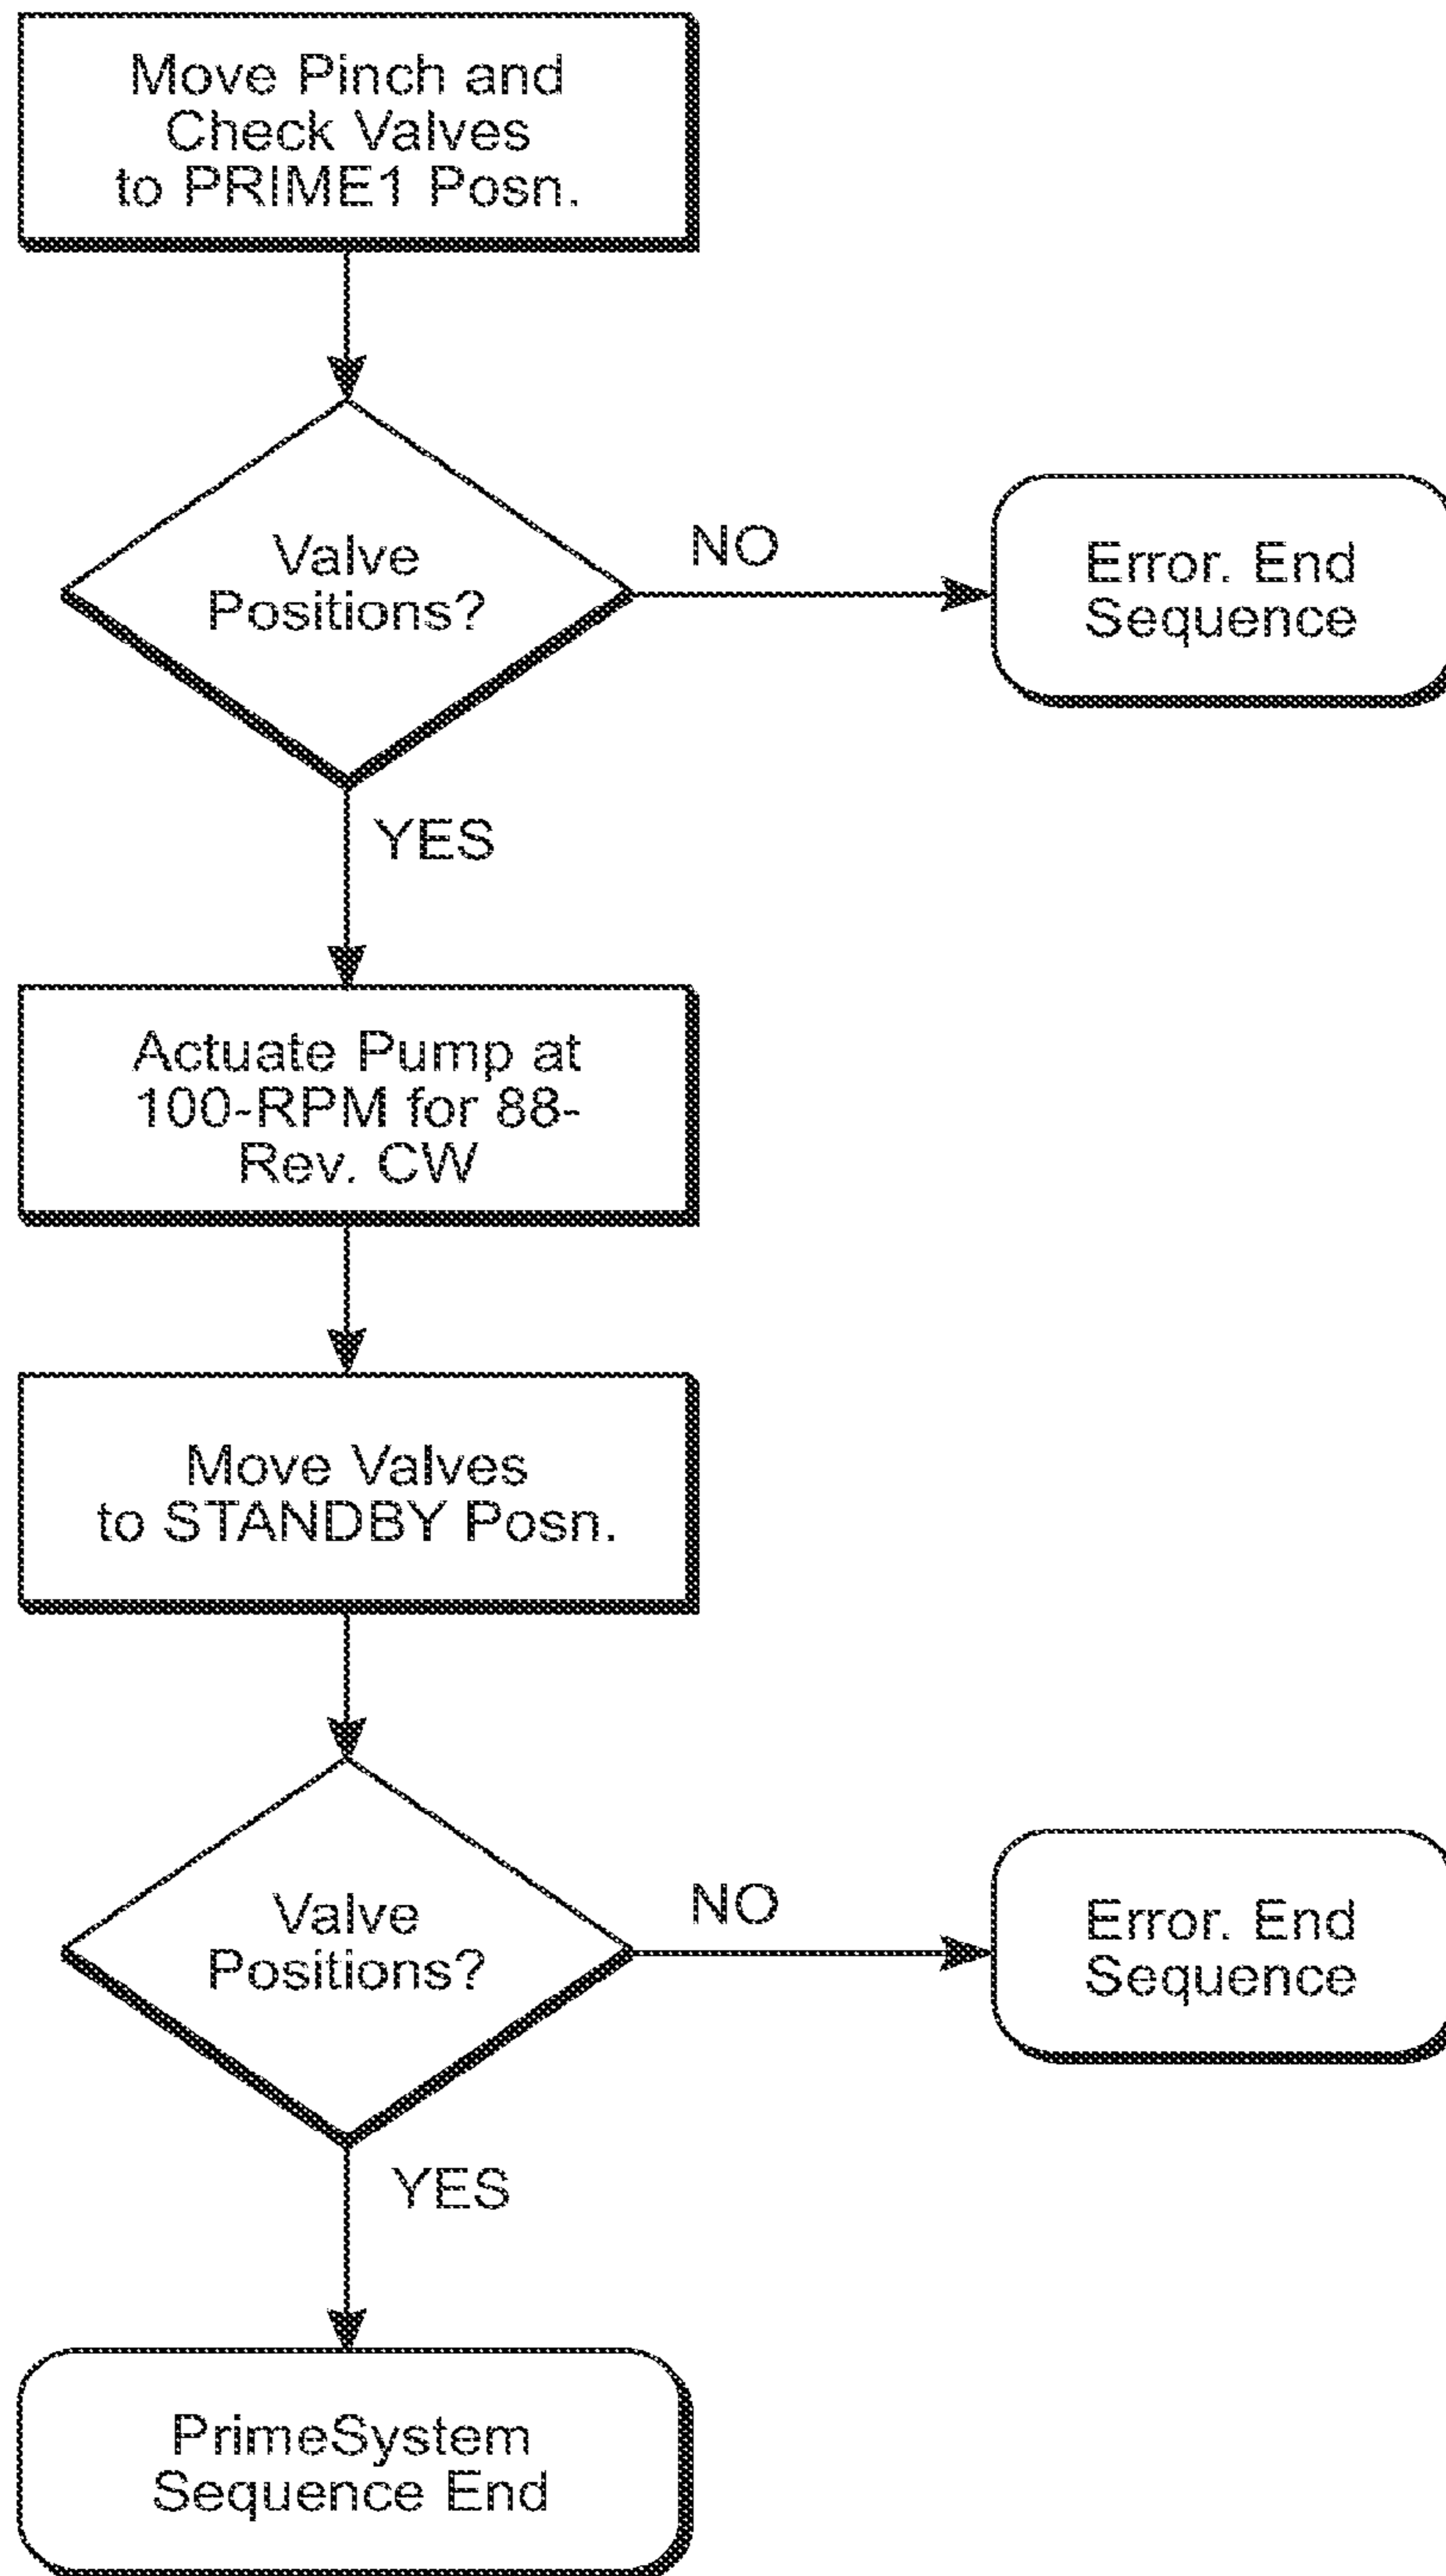 Move Pinch and
Check Valves
to PRIME1 Posn.
Valve
Positions?
NO
Error. End
Sequence
YES
Actuate Pump at
100-RPM for 88-
Rev. CW
Move Valves
to STANDBY Posn.
Valve
Positions?
NO
Error. End
Sequence
YES
PrimeSystem
Sequence End